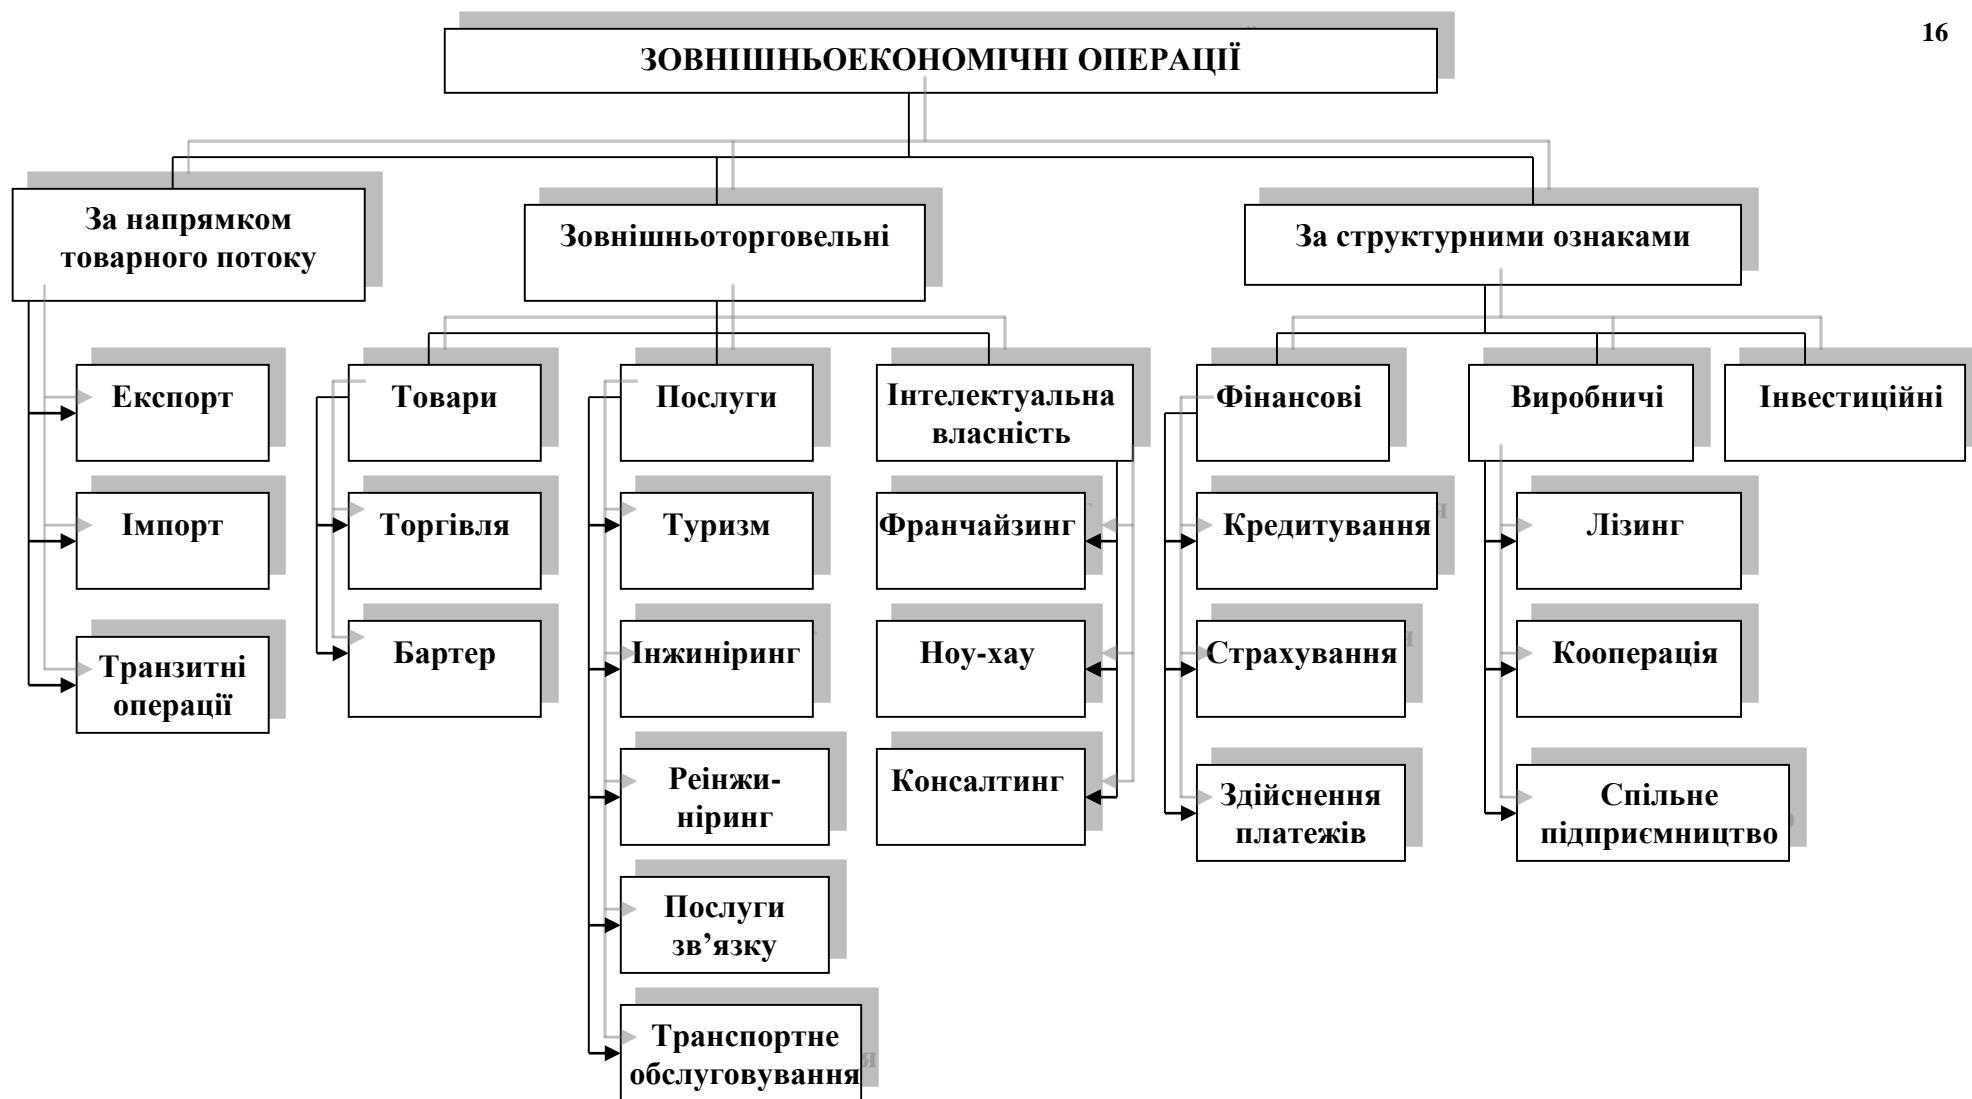 16
ЗОВНІШНЬОЕКОНОМІЧНІ ОПЕРАЦІЇ
За напрямком
товарного потоку
Зовнішньоторговельні
За структурними ознаками
Експорт
Імпорт
Транзитні
операції
Товари
Торгівля
Бартер
Послуги
Туризм
Інжиніринг
Реінжи-
ніринг
Послуги
зв’язку
Транспортне
обслуговування
Інтелектуальна
власність
Франчайзинг
Ноу-хау
Консалтинг
Фінансові
Кредитування
Страхування
Здійснення
платежів
Виробничі
Лізинг
Кооперація
Спільне
підприємництво
Інвестиційні